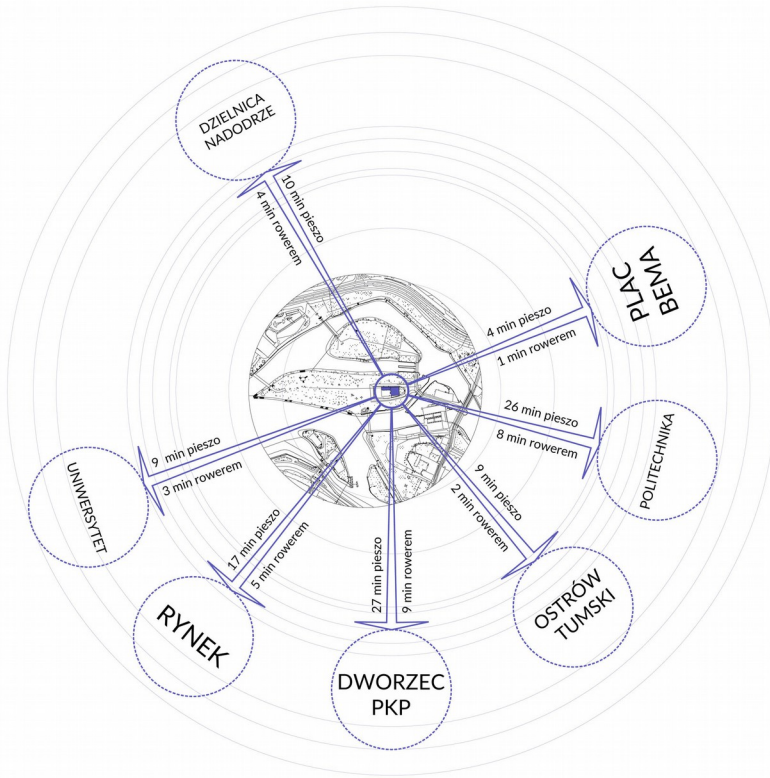 DZIELNICA
NADODRZE
10 min pieszo
4 min rowerem
PLAC
BEMA
4 min pieszo
1 min rowerem
26 min pieszo
8 min rowerem
POLITECHNIKA
9 min pieszo
2 min rowerem
OSTRÓW
TUMSKI
27 min pieszo
9 min rowerem
DWORZEC
PKP
17 min pieszo
5 min rowerem
RYNEK
9 min pieszo
3 min rowerem
UNIWERSYTET